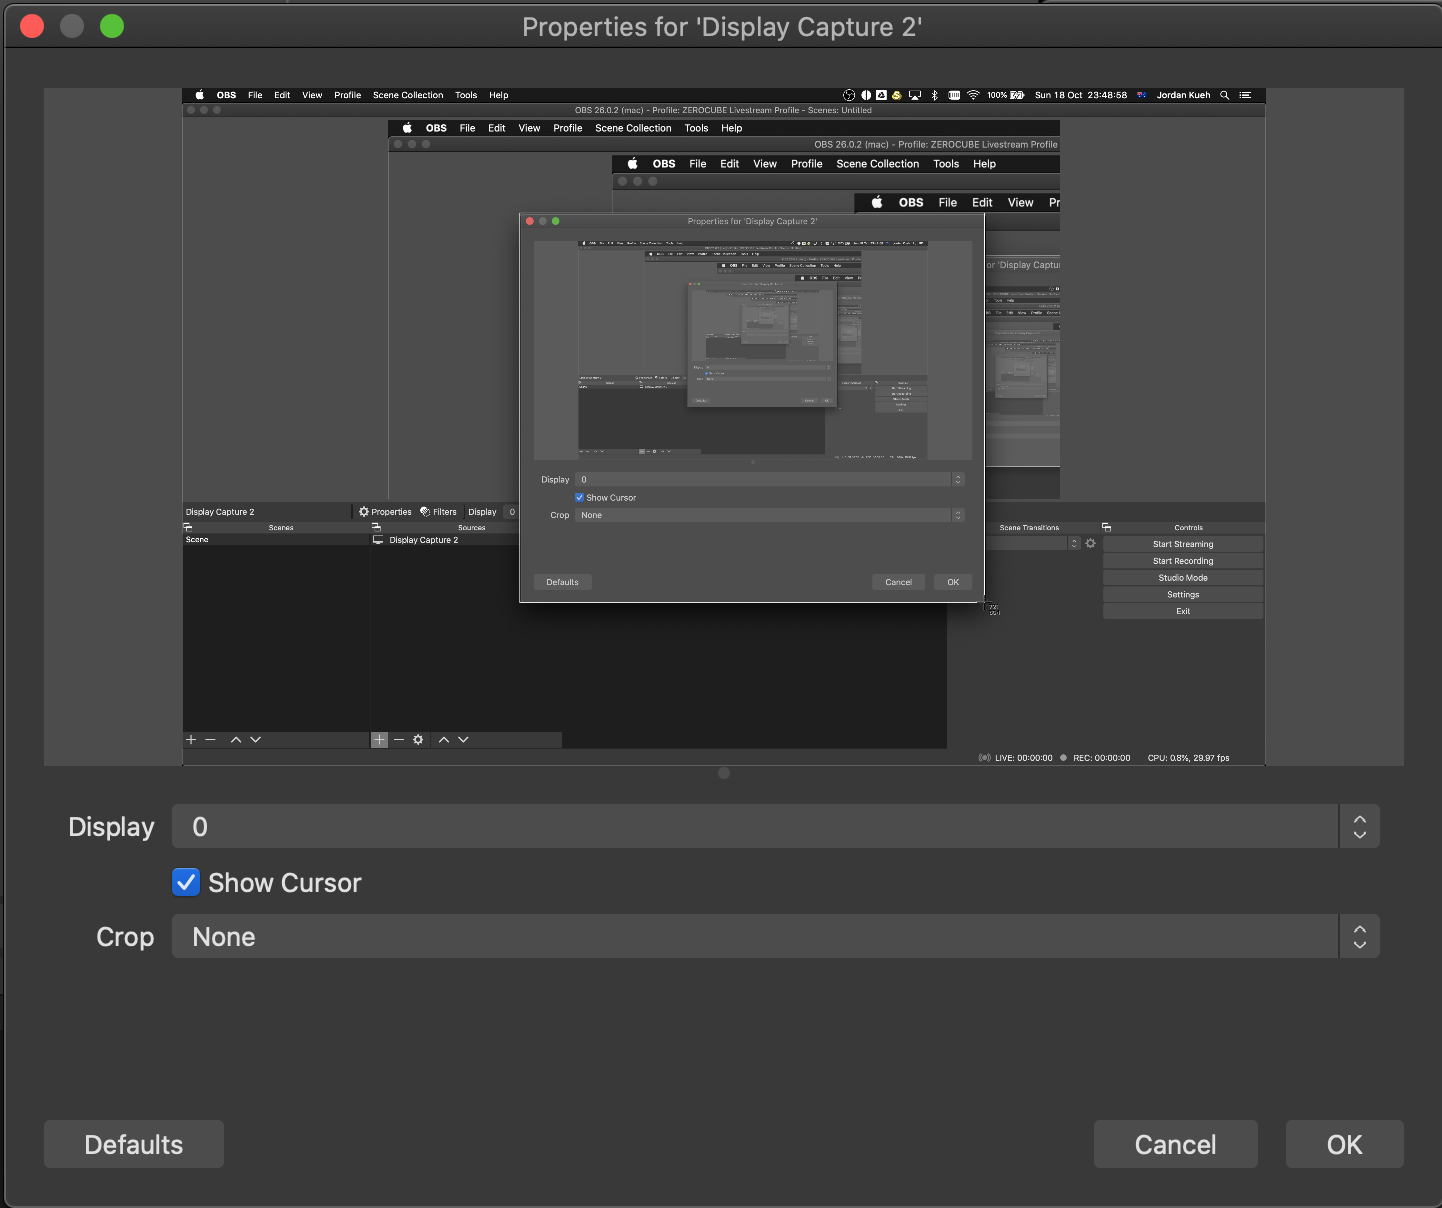 Properties for 'Display Capture 2'
OBS File Edit View Profile Scene Collection Tools Help 100% Sun 18 Oct 23:48:58 Jordan Kueh
OBS 26.0.2 (mac) - Profile: ZEROCUBE Livestream Profile - Scenes: Untitled
OBS File Edit View Profile Scene Collection Tools Help
OBS 26.0.2 (mac) - Profile: ZEROCUBE Livestream Profile
OBS File Edit View Profile Scene Collection Tools Help
OBS File Edit View Pr
Properties for 'Display Capture 2'
or 'Display Captu
Display 0
Show Cursor
Crop None
Defaults Cancel OK
Display Capture 2 Properties Filters Display 0
Scenes Sources Scene Transitions Controls
Scene Display Capture 2
Start Streaming
Start Recording
Studio Mode
Settings
Exit
LIVE: 00:00:00 REC: 00:00:00 CPU: 0.8%, 29.97 fps
Display 0
Show Cursor
Crop None
Defaults Cancel OK